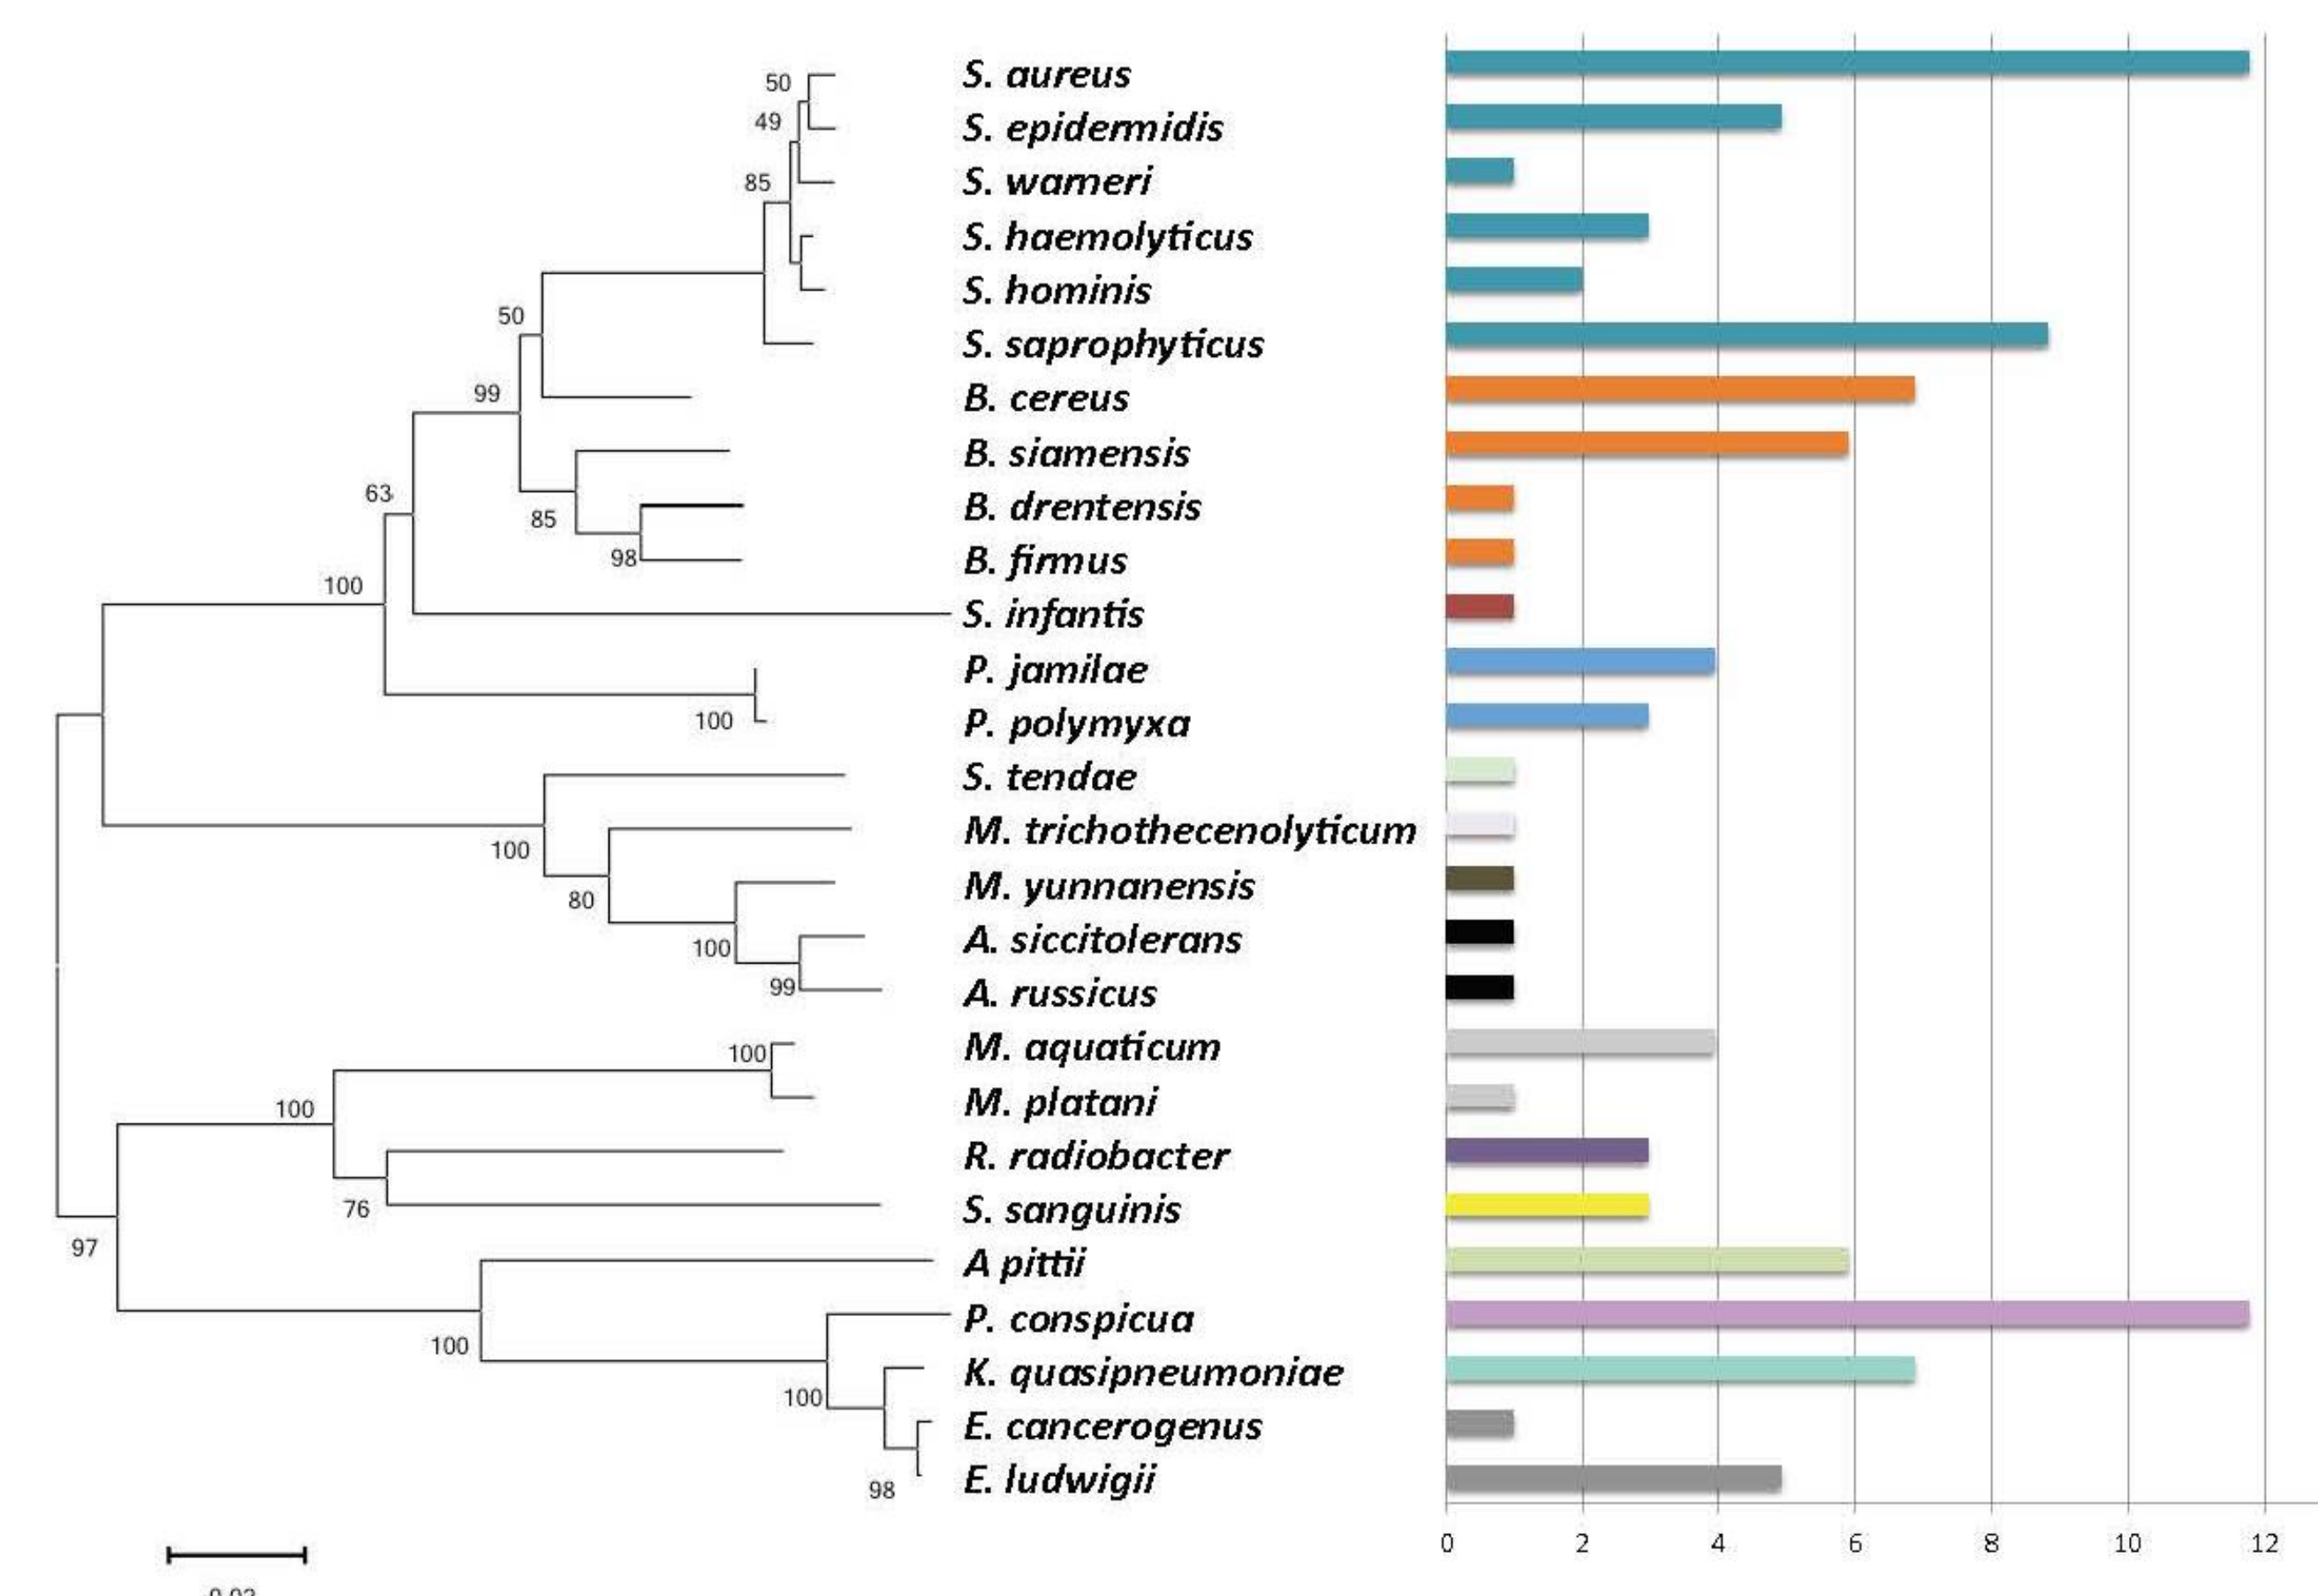 50
S. aureus
49
S. epidermidis
85
S. warneri
S. haemolyticus
S. hominis
50
S. saprophyticus
99
B. cereus
B. siamensis
63
85
B. drentensis
98
B. firmus
100
S. infantis
P. jamilae
100
P. polymyxa
S. tendae
100
M. trichothecenolyticum
80
M. yunnanensis
100
A. siccitolerans
99
A. russicus
100
M. aquaticum
100
M. platani
R. radiobacter
76
S. sanguinis
97
A pittii
100
P. conspicua
100
K. quasipneumoniae
E. cancerogenus
98
E. ludwigii
0 2 4 6 8 10 12